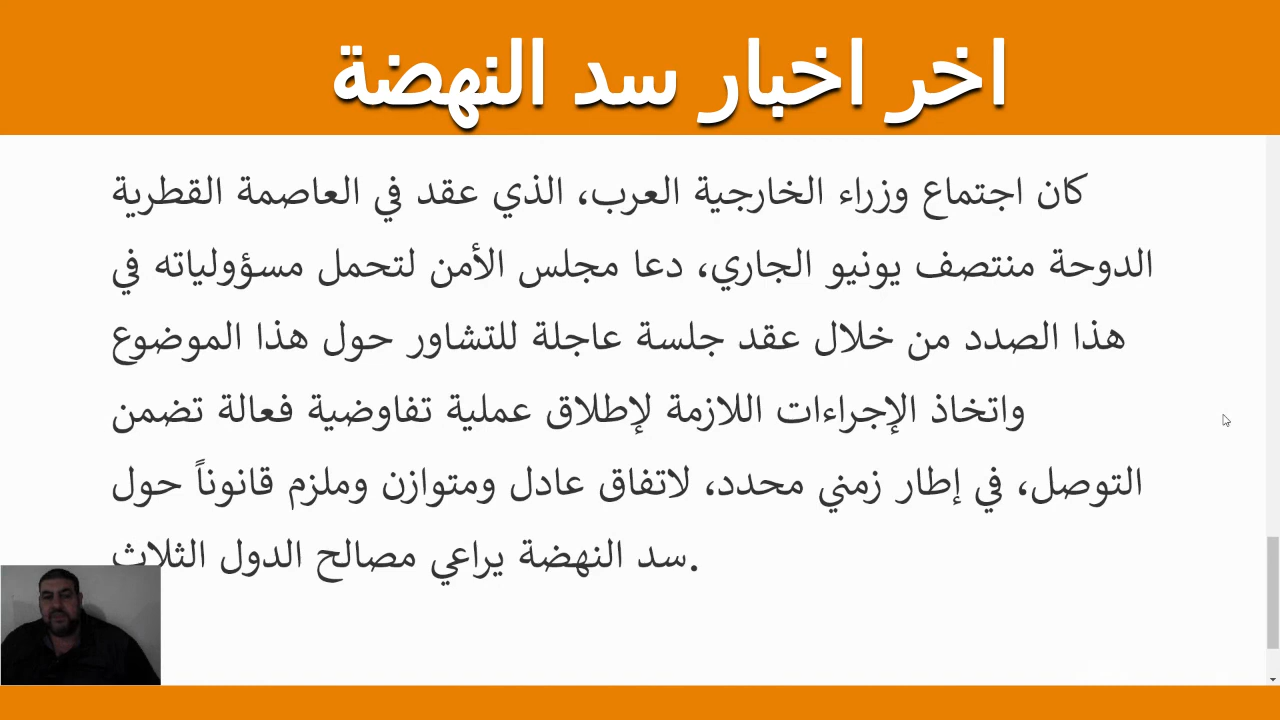 اخر اخبار سد النهضة
كان اجتماع وزراء الخارجية العرب، الذي عقد في العاصمة القطرية
الدوحة منتصف يونيو الجاري، دعا مجلس الأمن لتحمل مسؤولياته في
هذا الصدد من خلال عقد جلسة عاجلة للتشاور حول هذا الموضوع
واتخاذ الإجراءات اللازمة لإطلاق عملية تفاوضية فعالة تضمن
التوصل، في إطار زمني محدد، لاتفاق عادل ومتوازن وملزم قانوناً حول
سد النهضة يراعي مصالح الدول الثلاث.